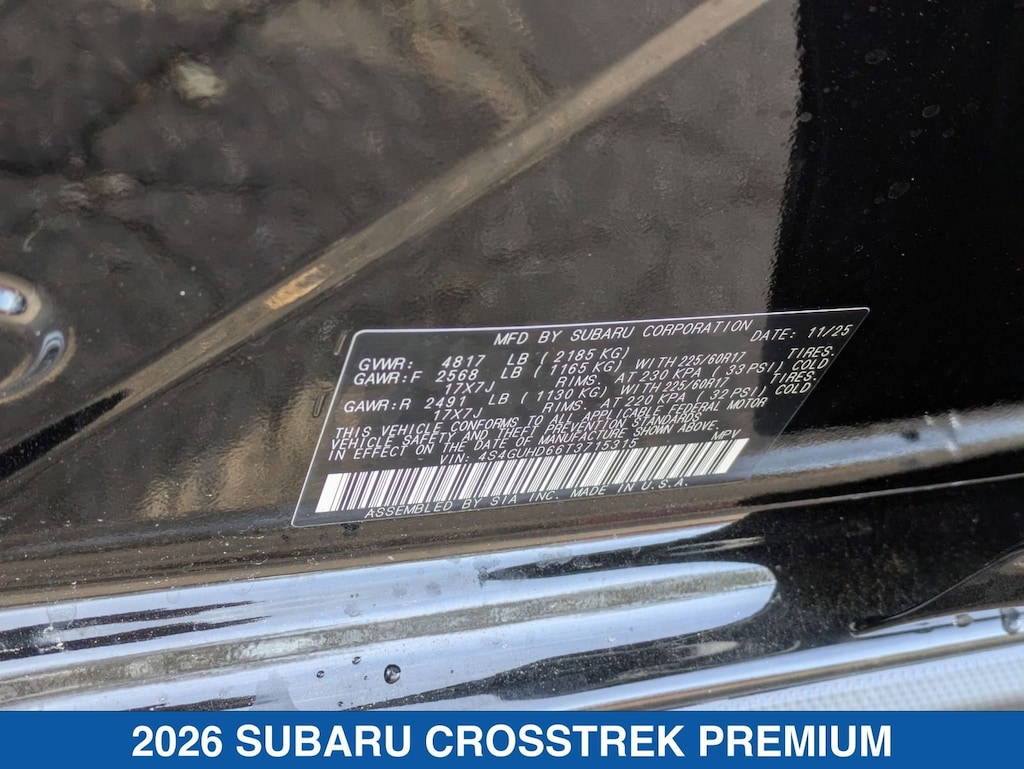 MFD BY SUBARU CORPORATION DATE: 11/25
GVWR: 4817 LB ( 2185 KG)
GAWR:F 2568 LB ( 1165 KG) WITH 225/60R17 TIRES.
17X7J RIMS. AT 230 KPA ( 33 PSI) COLD
GAWR:R 2491 LB ( 1130 KG) WITH 225/60R17 TIRES.
17X7J RIMS. AT 220 KPA ( 32 PSI) COLD
THIS VEHICLE CONFORMS TO ALL APPLICABLE FEDERAL MOTOR
VEHICLE SAFETY AND THEFT PREVENTION STANDARDS
IN EFFECT ON THE DATE OF MANUFACTURE SHOWN ABOVE.
VIN: 4S4GUHD66T3715315 MPV
ASSEMBLED BY SIA INC. MADE IN U.S.A.
2026 SUBARU CROSSTREK PREMIUM